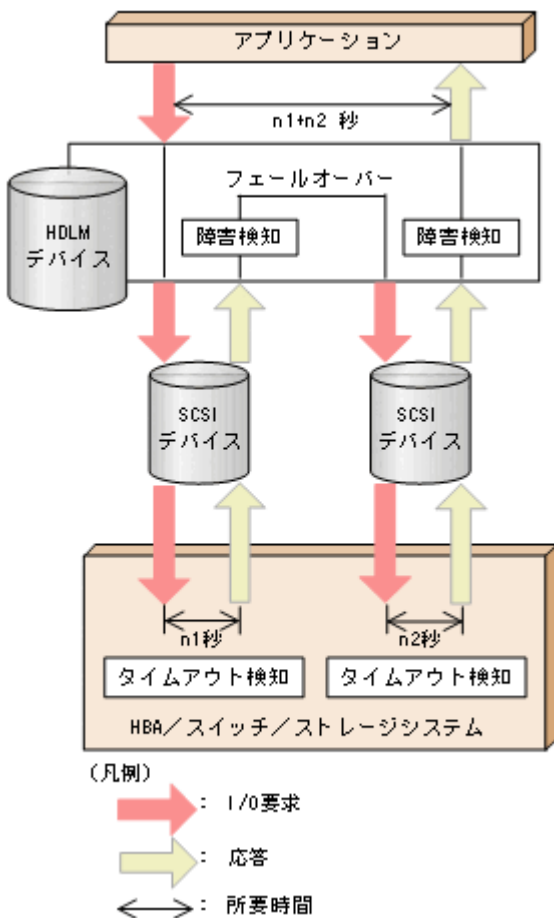 アプリケーション
n1+n2 秒
フェールオーバー
HDLM
デバイス
障害検知
障害検知
SCSI
デバイス
SCSI
デバイス
n1秒
n2秒
タイムアウト検知
タイムアウト検知
HBA/スイッチ/ストレージシステム
(凡例)
: I/O要求
: 応答
: 所要時間